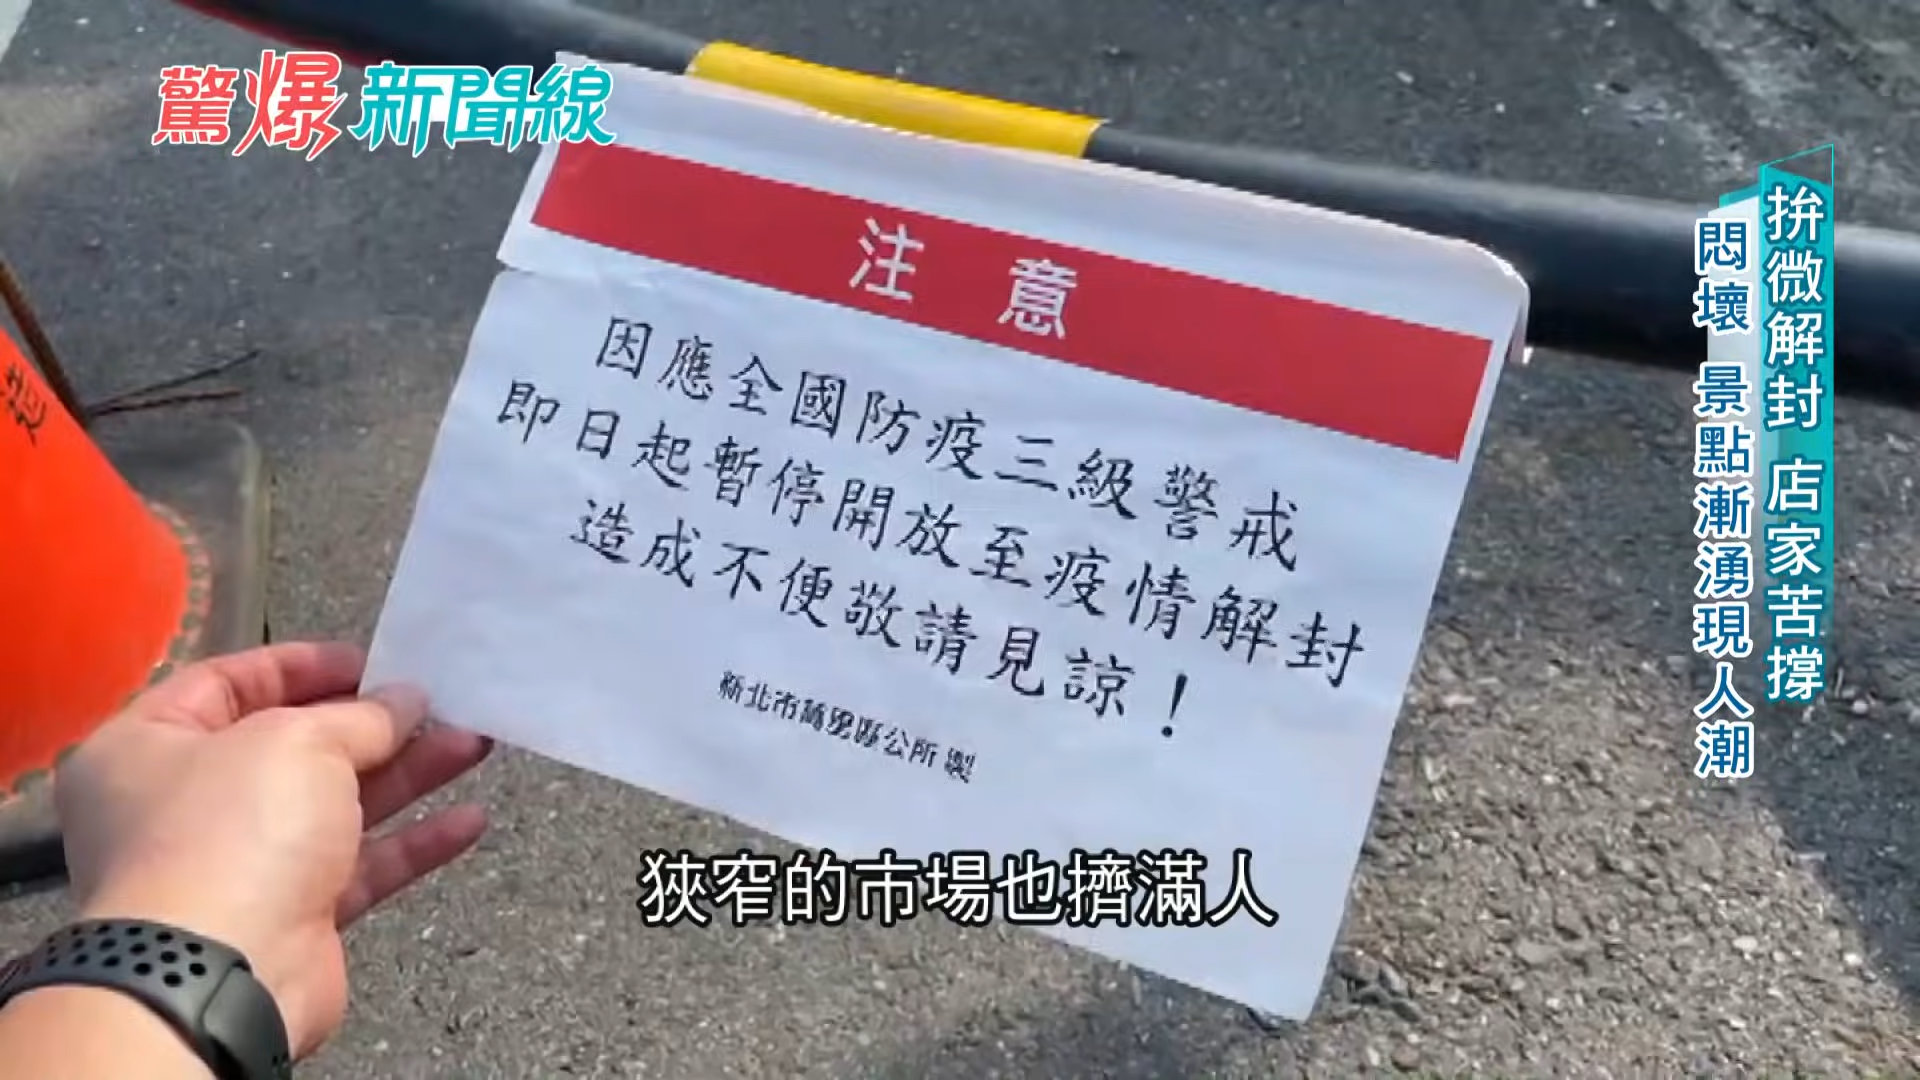 驚爆新聞線
注意
因應全國防疫三級警戒
即日起暫停開放至疫情解封
造成不便敬請見諒！
新北市萬里區公所 製
拚微解封 店家苦撐
悶壞 景點漸湧現人潮
狹窄的市場也擠滿人